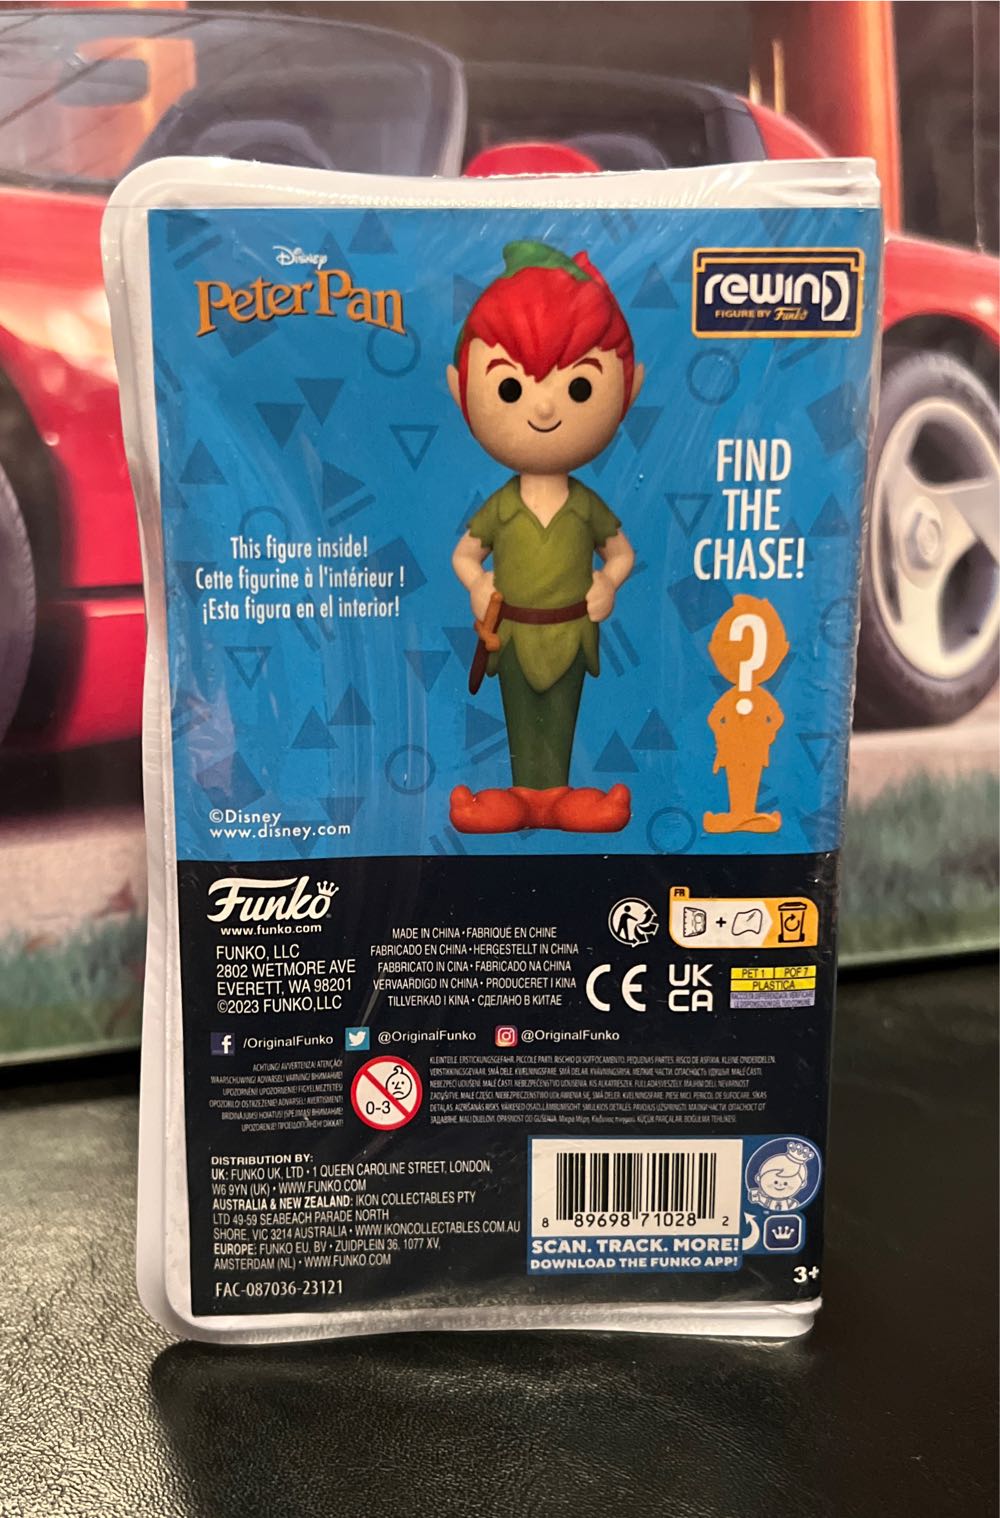 Disney
Peter Pan
rewind
FIGURE BY Funko
FIND
THE
CHASE!
?
This figure inside!
Cette figurine à l'intérieur !
¡Esta figura en el interior!
©Disney
www.disney.com
Funko
www.funko.com
FUNKO, LLC
2802 WETMORE AVE
EVERETT, WA 98201
©2023 FUNKO,LLC
MADE IN CHINA • FABRIQUÉ EN CHINE
FABRICADO EN CHINA • HERGESTELLT IN CHINA
FABBRICATO IN CINA • FABRICADO NA CHINA
VERVAARDIGD IN CHINA • PRODUCERET I KINA
TILLVERKAD I KINA • СДЕЛАНО В КИТАЕ
FR
+
CE
UK
CA
PET 1 POF 7
PLASTICA
/OriginalFunko
@OriginalFunko
@OriginalFunko
0-3
DISTRIBUTION BY:
UK: FUNKO UK, LTD • 1 QUEEN CAROLINE STREET, LONDON,
W6 9YN (UK) • WWW.FUNKO.COM
AUSTRALIA & NEW ZEALAND: IKON COLLECTABLES PTY
LTD 49-59 SEABEACH PARADE NORTH
SHORE, VIC 3214 AUSTRALIA • WWW.IKONCOLLECTABLES.COM.AU
EUROPE: FUNKO EU, BV • ZUIDPLEIN 36, 1077 XV,
AMSTERDAM (NL) • WWW.FUNKO.COM
FAC-087036-23121
8 89698 71028 2
SCAN. TRACK. MORE!
DOWNLOAD THE FUNKO APP!
3+